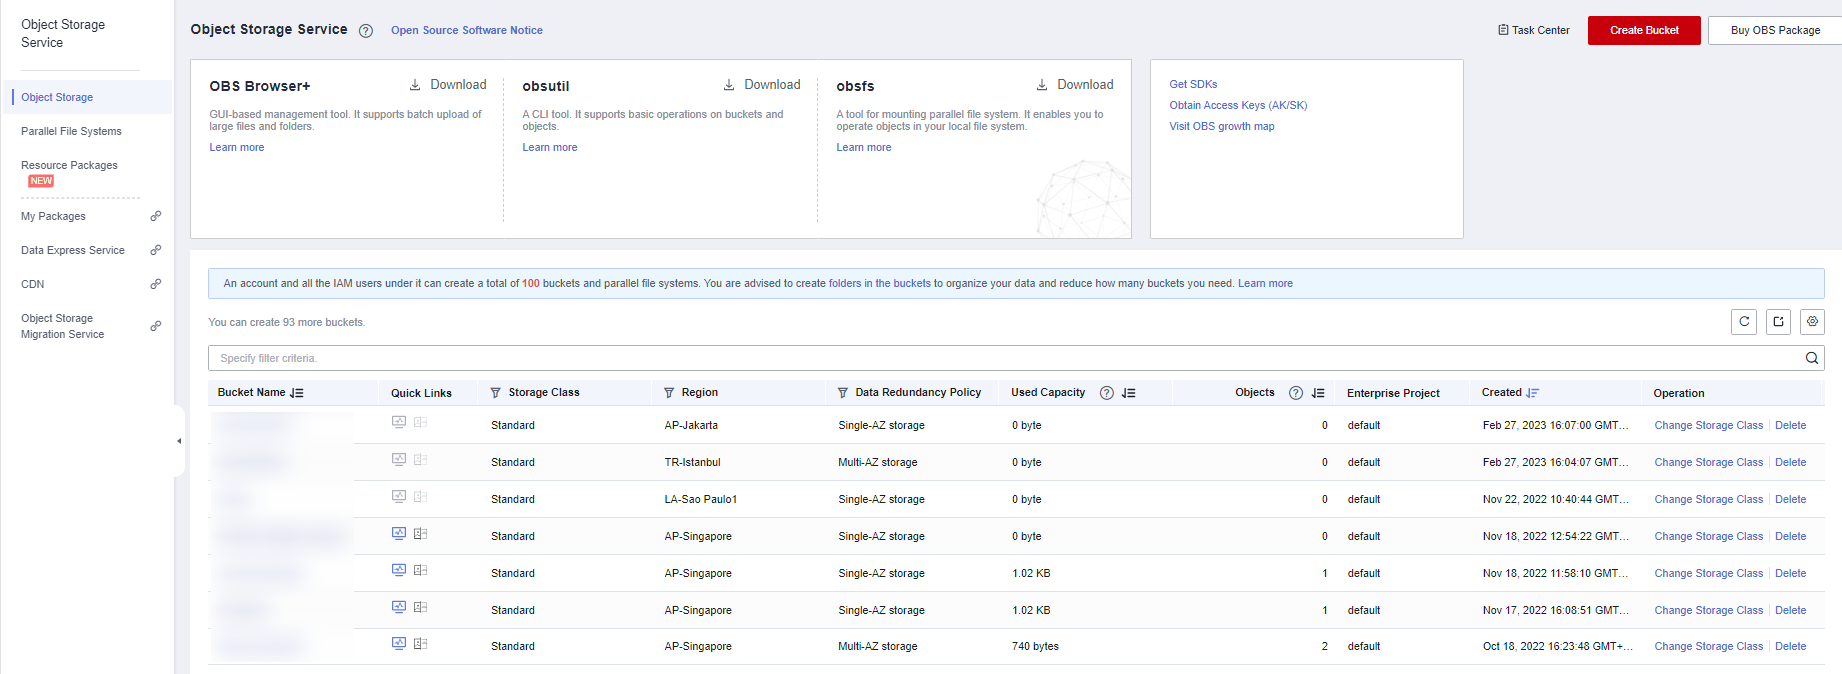 Object Storage
Service
Object Storage
Parallel File Systems
Resource Packages
NEW
My Packages
Data Express Service
CDN
Object Storage
Migration Service
Object Storage Service ? Open Source Software Notice
Task Center Create Bucket Buy OBS Package
OBS Browser+ Download
GUI-based management tool. It supports batch upload of
large files and folders.
Learn more
obsutil Download
A CLI tool. It supports basic operations on buckets and
objects.
Learn more
obsfs Download
A tool for mounting parallel file system. It enables you to
operate objects in your local file system.
Learn more
Get SDKs
Obtain Access Keys (AK/SK)
Visit OBS growth map
An account and all the IAM users under it can create a total of 100 buckets and parallel file systems. You are advised to create folders in the buckets to organize your data and reduce how many buckets you need. Learn more
You can create 93 more buckets.
Specify filter criteria.
Bucket Name Quick Links Storage Class Region Data Redundancy Policy Used Capacity ? Objects ? Enterprise Project Created Operation
Standard AP-Jakarta Single-AZ storage 0 byte 0 default Feb 27, 2023 16:07:00 GMT... Change Storage Class Delete
Standard TR-Istanbul Multi-AZ storage 0 byte 0 default Feb 27, 2023 16:04:07 GMT... Change Storage Class Delete
Standard LA-Sao Paulo1 Single-AZ storage 0 byte 0 default Nov 22, 2022 10:40:44 GMT... Change Storage Class Delete
Standard AP-Singapore Single-AZ storage 0 byte 0 default Nov 18, 2022 12:54:22 GMT... Change Storage Class Delete
Standard AP-Singapore Single-AZ storage 1.02 KB 1 default Nov 18, 2022 11:58:10 GMT... Change Storage Class Delete
Standard AP-Singapore Single-AZ storage 1.02 KB 1 default Nov 17, 2022 16:08:51 GMT... Change Storage Class Delete
Standard AP-Singapore Multi-AZ storage 740 bytes 2 default Oct 18, 2022 16:23:48 GMT+... Change Storage Class Delete